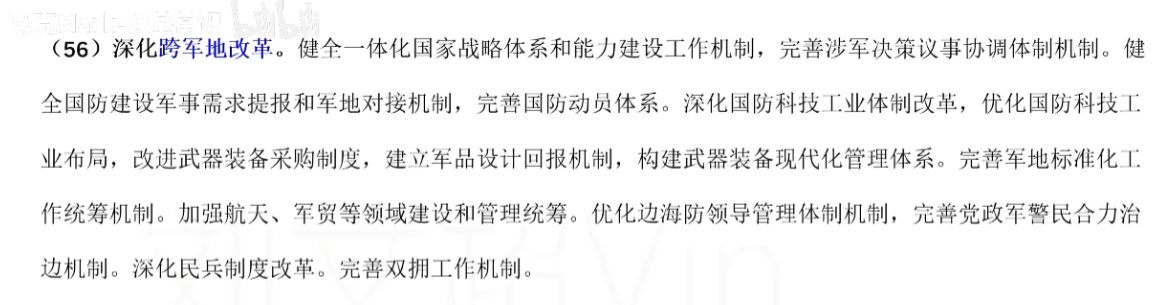 （56）深化跨军地改革。健全一体化国家战略体系和能力建设工作机制，完善涉军决策议事协调体制机制。健
全国防建设军事需求提报和军地对接机制，完善国防动员体系。深化国防科技工业体制改革，优化国防科技工
业布局，改进武器装备采购制度，建立军品设计回报机制，构建武器装备现代化管理体系。完善军地标准化工
作统筹机制。加强航天、军贸等领域建设和管理统筹。优化边海防领导管理体制机制，完善党政军警民合力治
边机制。深化民兵制度改革。完善双拥工作机制。